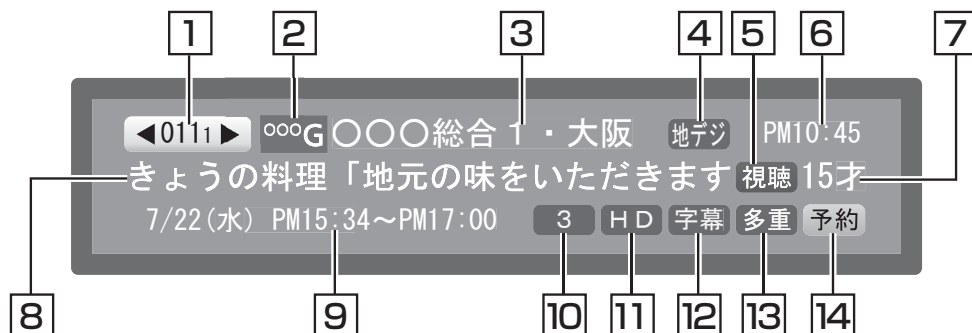 1 2 3 4 5 6 7
◀0111▶ °°°G 〇〇〇総合1・大阪 地デジ PM10:45
きょうの料理「地元の味をいただきます 視聴 15才
7/22(水) PM15:34～PM17:00 3 HD 字幕 多重 予約
8 9 10 11 12 13 14